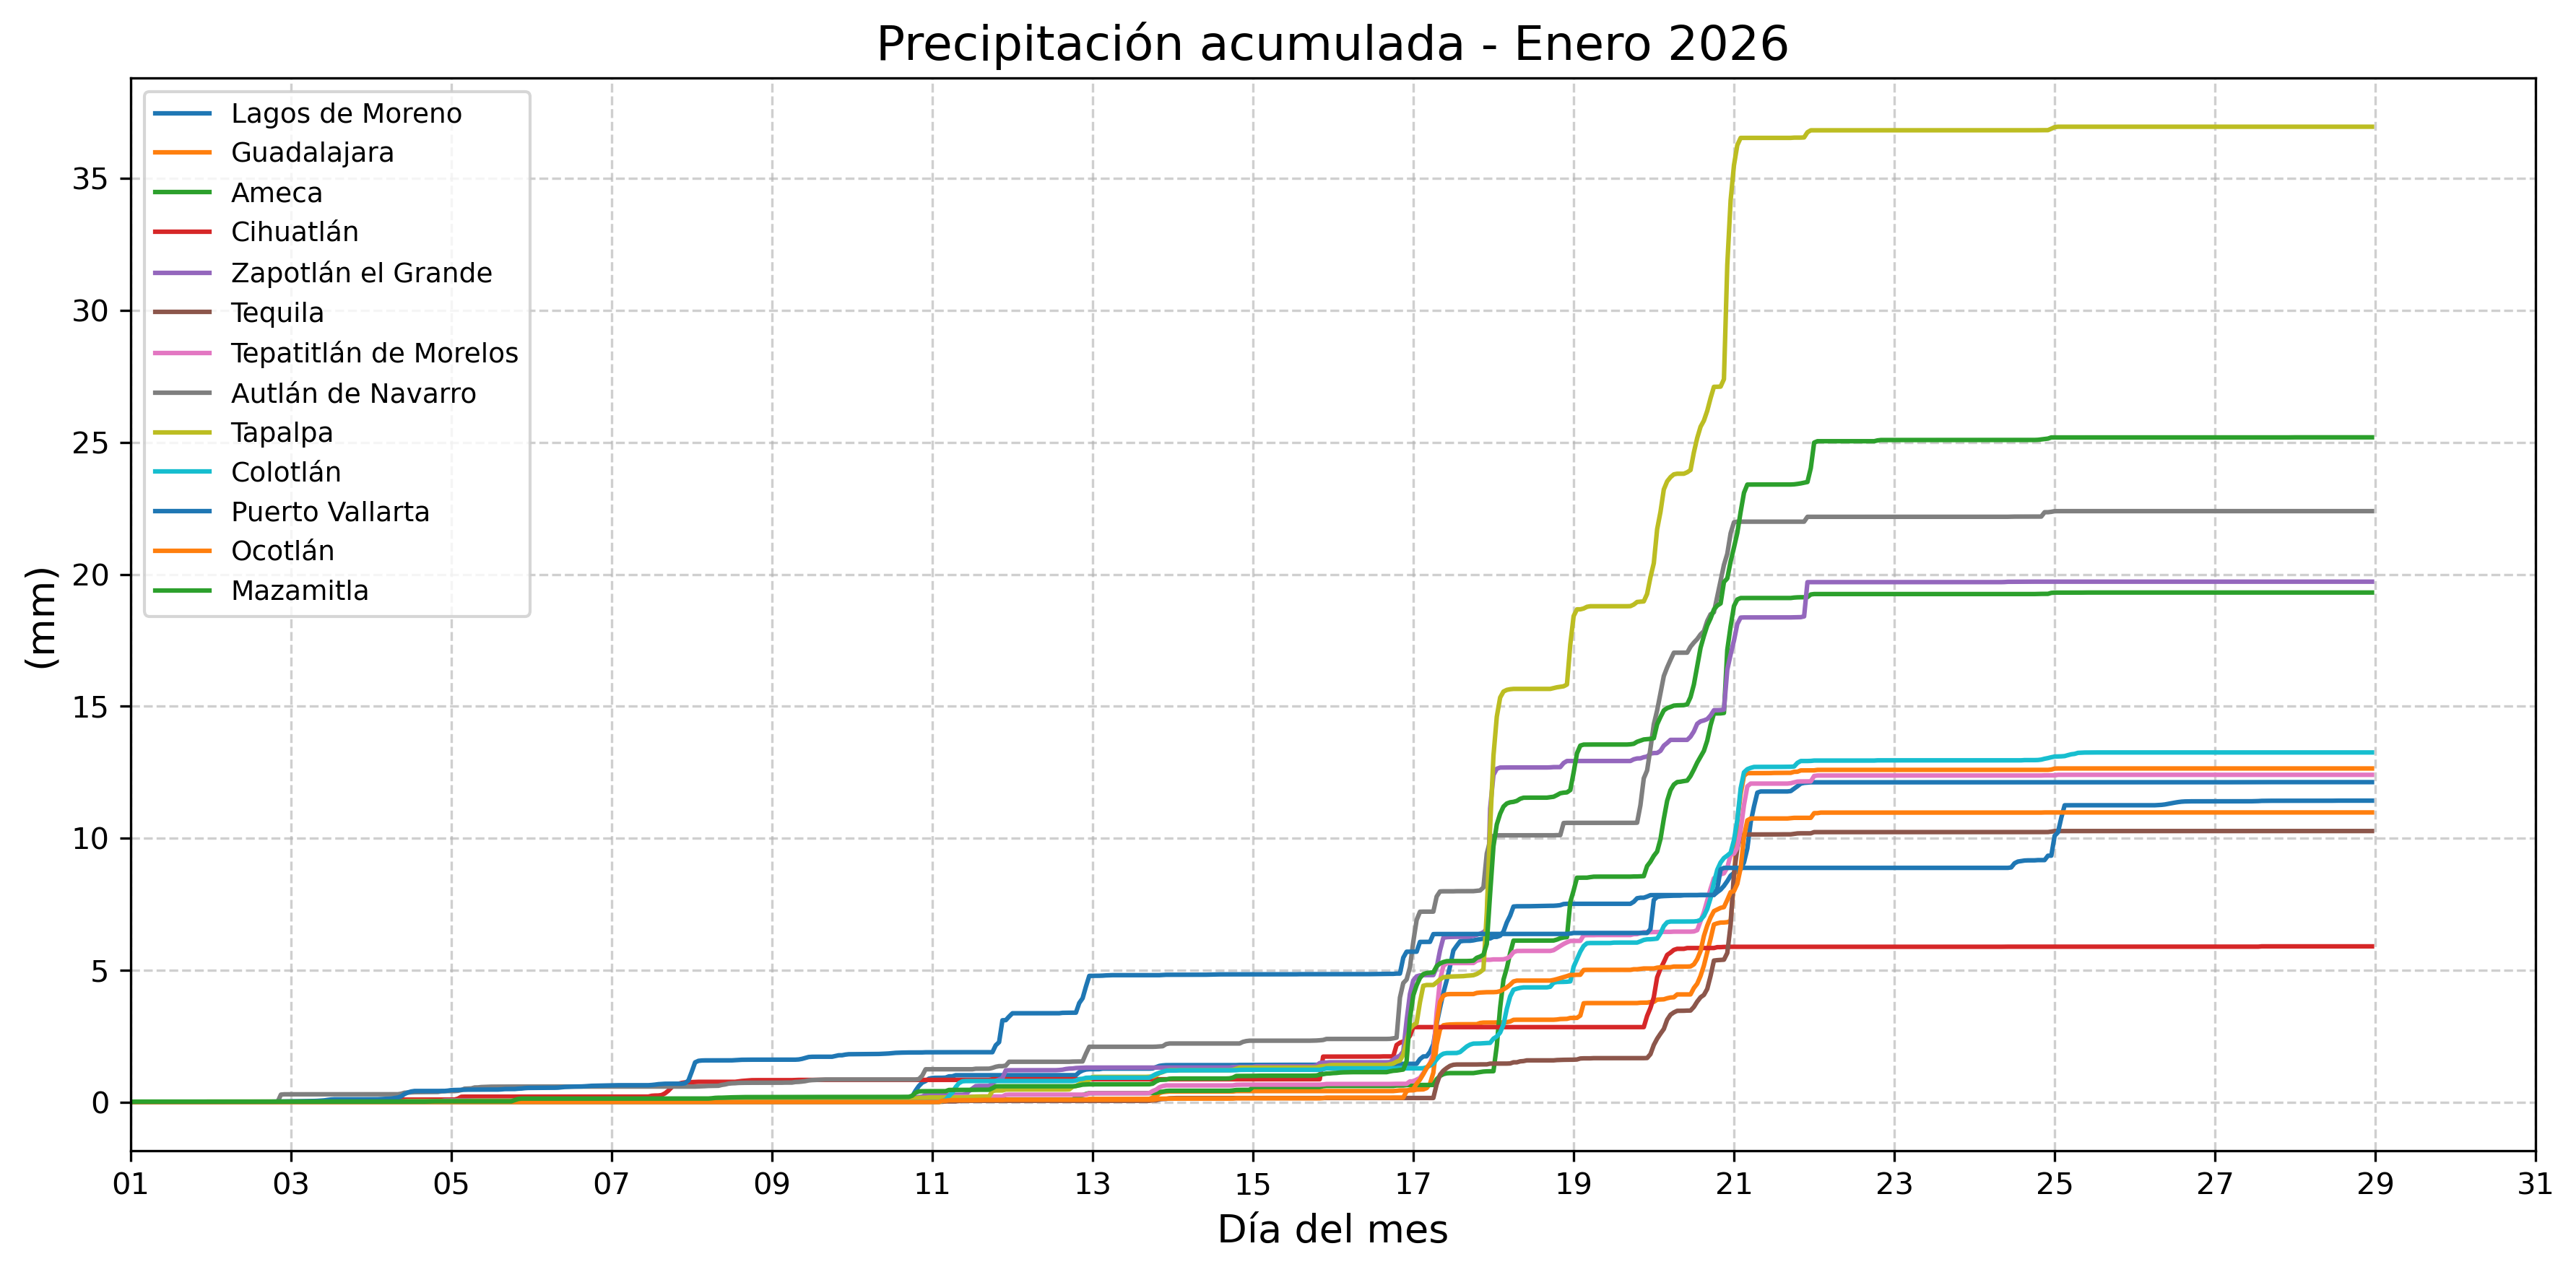 Precipitación acumulada - Enero 2026
Lagos de Moreno
Guadalajara
Ameca
Cihuatlán
Zapotlán el Grande
Tequila
Tepatitlán de Morelos
Autlán de Navarro
Tapalpa
Colotlán
Puerto Vallarta
Ocotlán
Mazamitla
35
30
25
20
15
10
5
0
(mm)
01 03 05 07 09 11 13 15 17 19 21 23 25 27 29 31
Día del mes